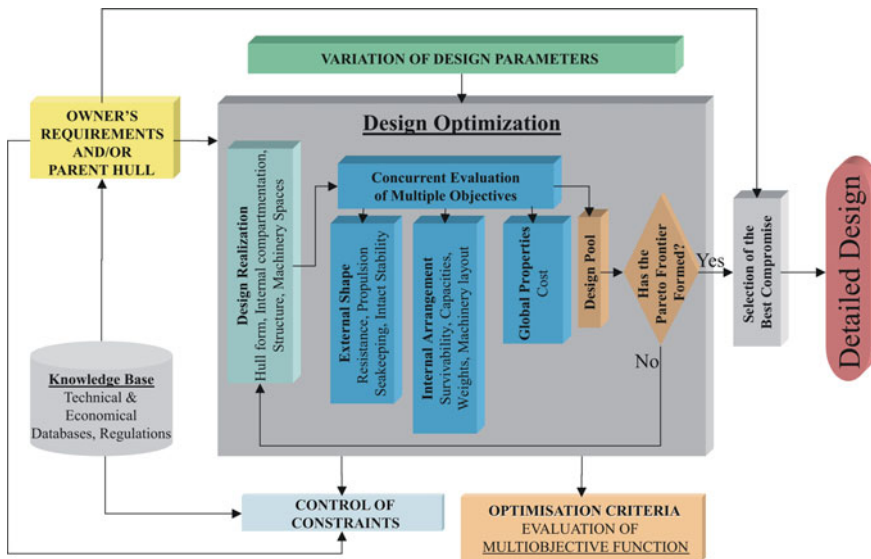 VARIATION OF DESIGN PARAMETERS
OWNER'S
REQUIREMENTS
AND/OR
PARENT HULL
Design Optimization
Design Realization
Hull form, Internal compartmentation,
Structure, Machinery Spaces
Concurrent Evaluation
of Multiple Objectives
External Shape
Resistance, Propulsion
Seakeeping, Intact Stability
Internal Arrangement
Survivability, Capacities,
Weights, Machinery layout
Global Properties
Cost
Design Pool
Has the
Pareto Frontier
Formed?
Yes
No
Selection of the
Best Compromise
Detailed Design
Knowledge Base
Technical &
Economical
Databases, Regulations
CONTROL OF
CONSTRAINTS
OPTIMISATION CRITERIA
EVALUATION OF
MULTIOBJECTIVE FUNCTION